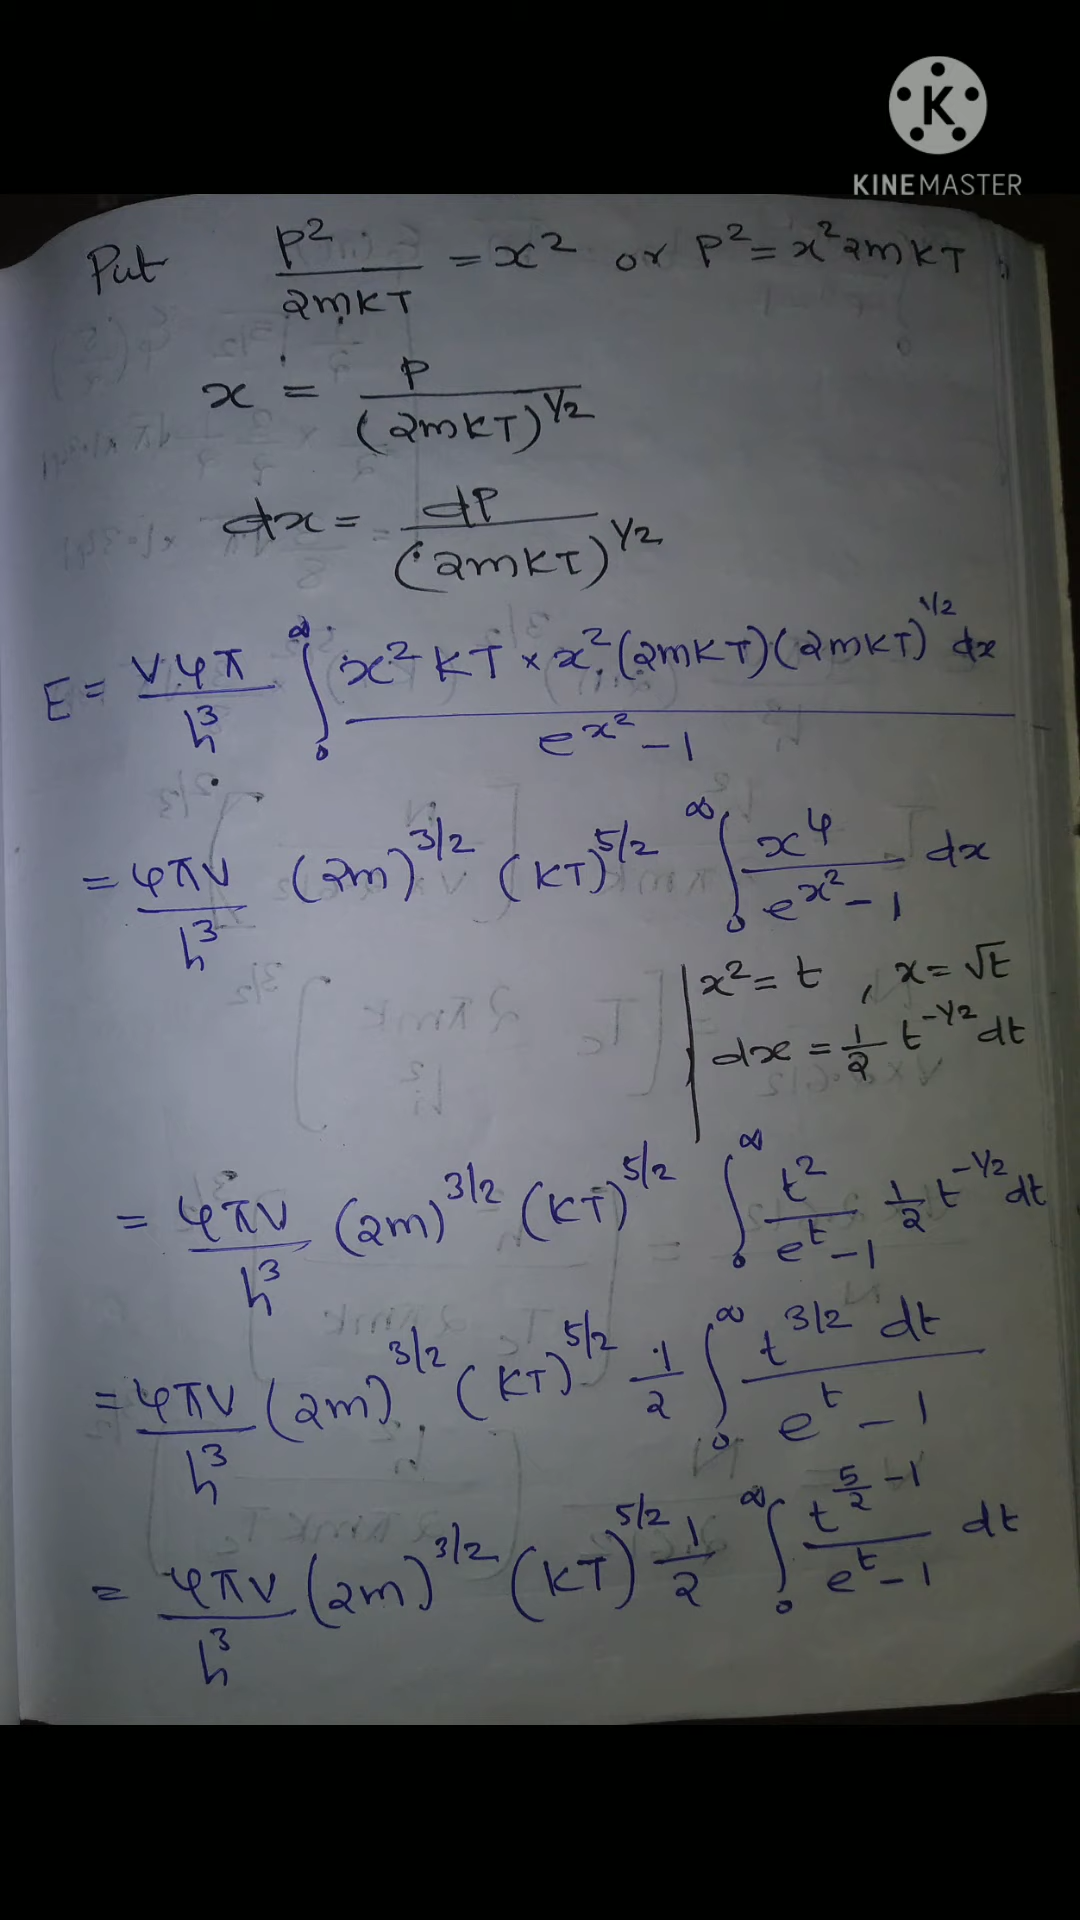 KINEMASTER
Put p²/2mKT = x² or p² = x² 2mKT
x = p/(2mKT)^1/2
dx = dp/(2mKT)^1/2
E = V4π/h³ ∫₀^∞ x² KT × x² (2mKT)(2mKT)^1/2 dx / e^x² - 1
= 4πV/h³ (2m)^3/2 (KT)^5/2 ∫₀^∞ x⁴/e^x² - 1 dx
x² = t , x = √t
dx = 1/2 t^-1/2 dt
= 4πV/h³ (2m)^3/2 (KT)^5/2 ∫₀^∞ t²/e^t - 1 1/2 t^-1/2 dt
= 4πV/h³ (2m)^3/2 (KT)^5/2 1/2 ∫₀^∞ t^3/2 dt / e^t - 1
= 4πV/h³ (2m)^3/2 (KT)^5/2 1/2 ∫₀^∞ t^5/2 - 1 / e^t - 1 dt